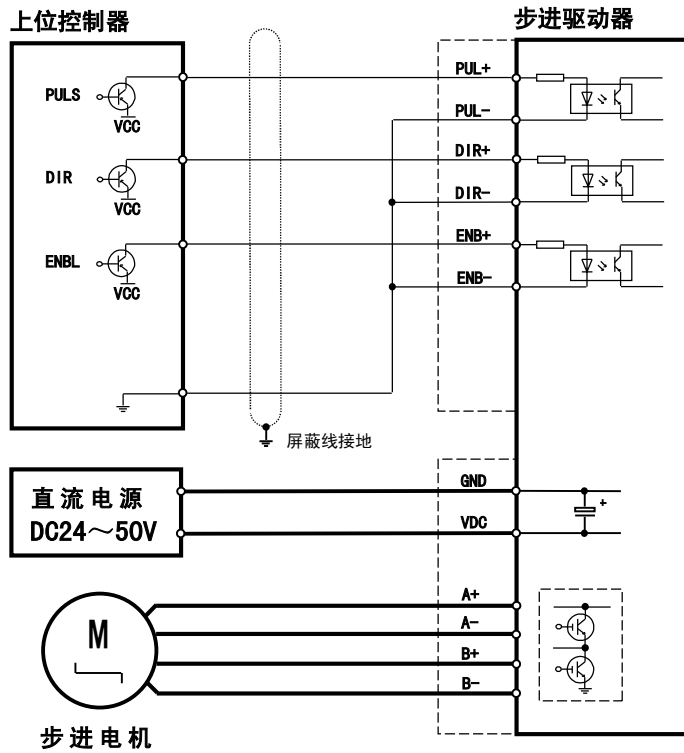 上位控制器
步进驱动器
PULS
VCC
PUL+
PUL-
DIR
VCC
DIR+
DIR-
ENBL
VCC
ENB+
ENB-
屏蔽线接地
直流电源
DC24～50V
GND
VDC
+
M
A+
A-
B+
B-
步进电机